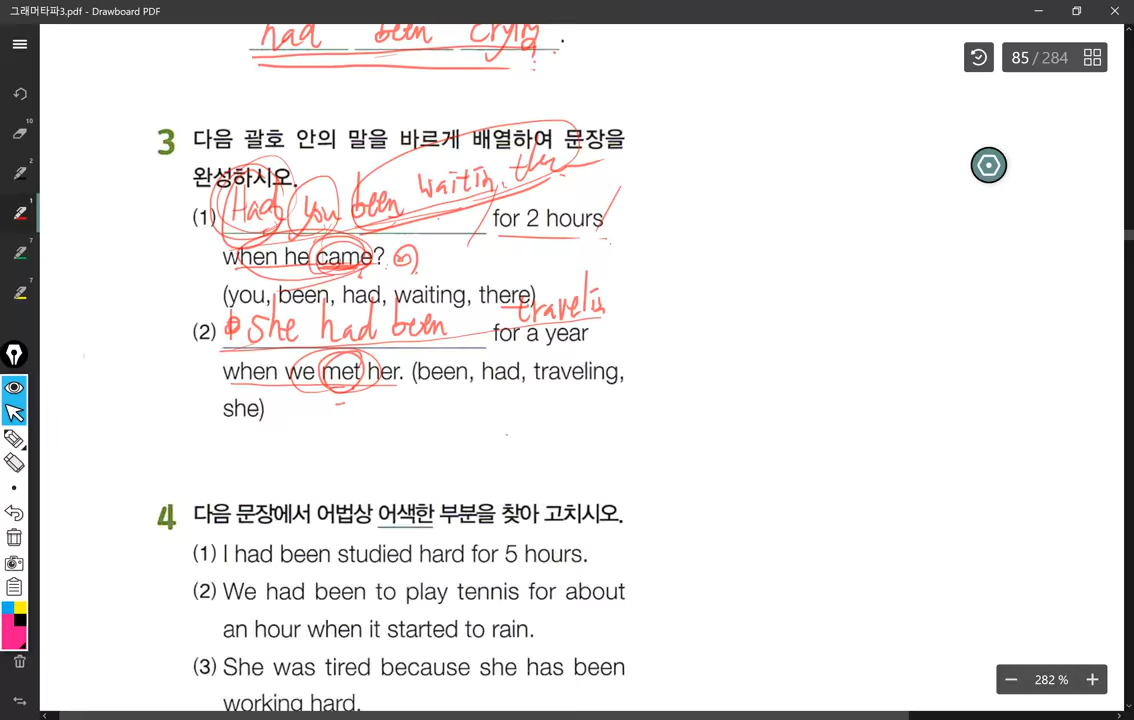 그래머타파3.pdf - Drawboard PDF
had been crying.
85 / 284
3 다음 괄호 안의 말을 바르게 배열하여 문장을
완성하시오.
(1) Had you been waiting there for 2 hours
when he came?
(you, been, had, waiting, there)
(2) She had been traveling for a year
when we met her. (been, had, traveling,
she)
4 다음 문장에서 어법상 어색한 부분을 찾아 고치시오.
(1) I had been studied hard for 5 hours.
(2) We had been to play tennis for about
an hour when it started to rain.
(3) She was tired because she has been
working hard.
10
2
1
7
7
282 %